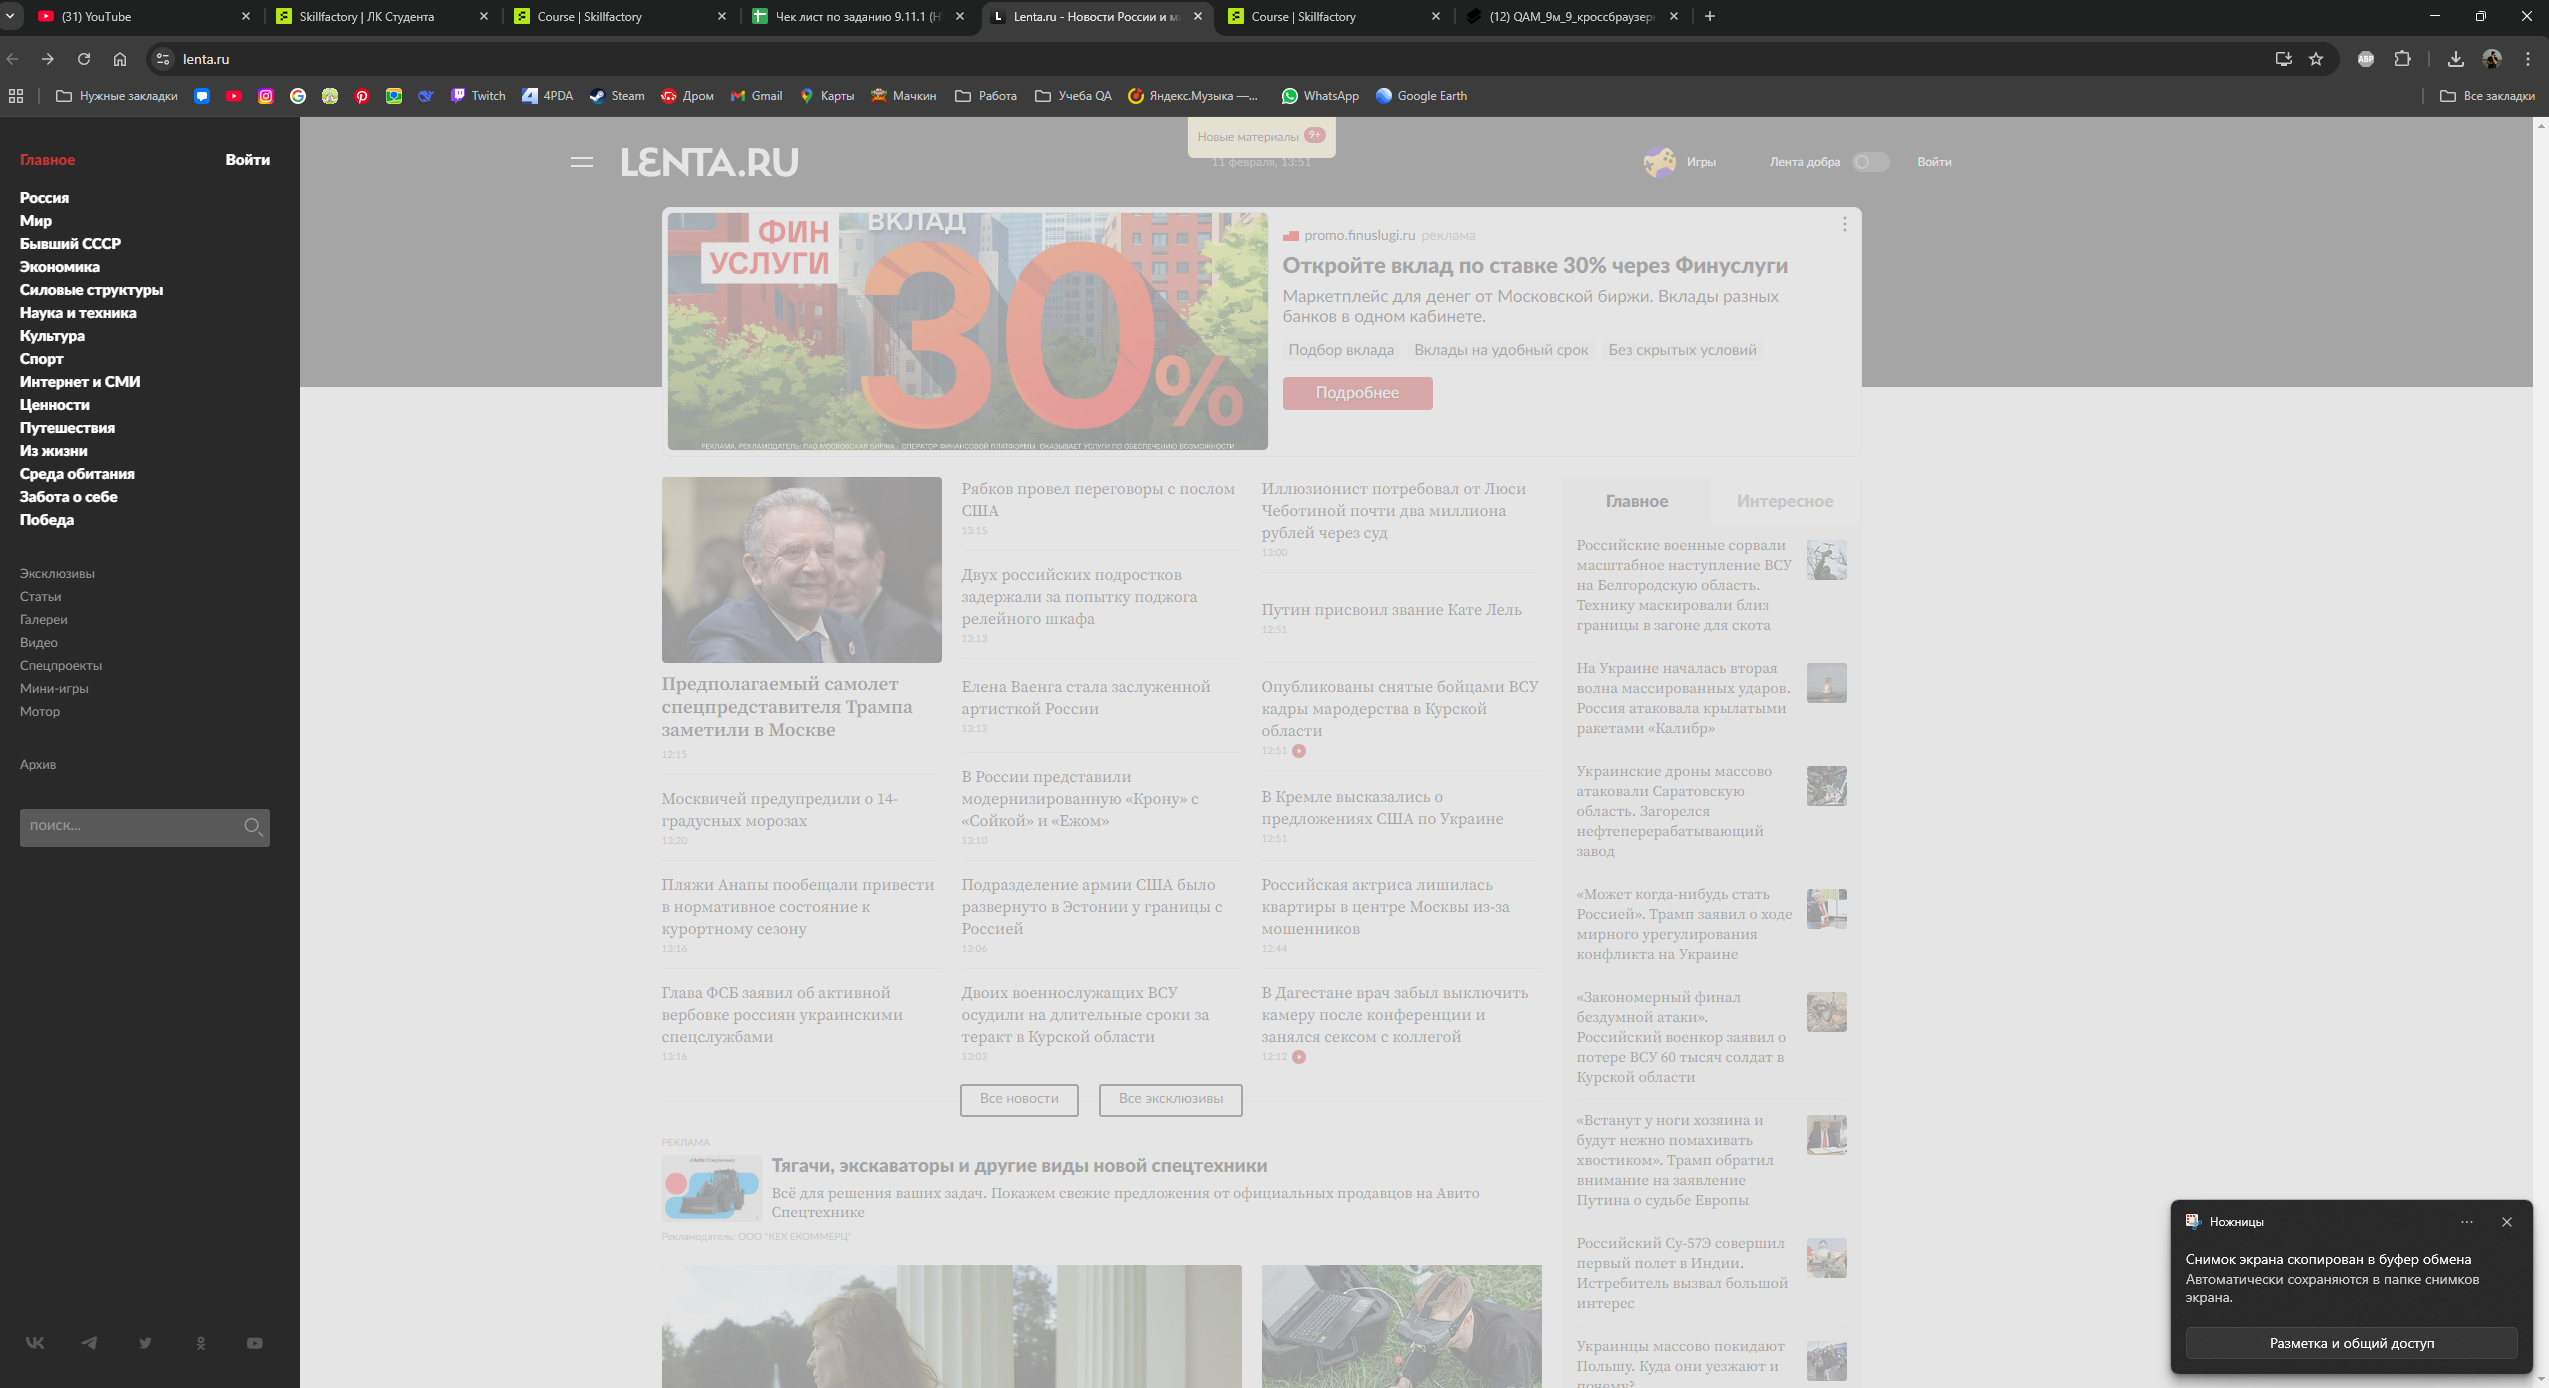 (31) YouTube
Skillfactory | ЛК Студента
Course | Skillfactory
Чек лист по заданию 9.11.1 (Н
Lenta.ru - Новости России и ми
Course | Skillfactory
(12) QAM_9м_9_кроссбраузерн
lenta.ru
ABP
Нужные закладки
Twitch
4PDA
Steam
Дром
Gmail
Карты
Мачкин
Работа
Учеба QA
Яндекс.Музыка —...
WhatsApp
Google Earth
Все закладки
Главное
Войти
Россия
Мир
Бывший СССР
Экономика
Силовые структуры
Наука и техника
Культура
Спорт
Интернет и СМИ
Ценности
Путешествия
Из жизни
Среда обитания
Забота о себе
Победа
Эксклюзивы
Статьи
Галереи
Видео
Спецпроекты
Мини-игры
Мотор
Архив
поиск...
LENTA.RU
Новые материалы 9+
11 февраля, 13:51
Игры
Лента добра
Войти
ФИН
УСЛУГИ
ВКЛАД
30%
РЕКЛАМА. РЕКЛАМОДАТЕЛЬ: ПАО МОСКОВСКАЯ БИРЖА - ОПЕРАТОР ФИНАНСОВОЙ ПЛАТФОРМЫ. ОКАЗЫВАЕТ УСЛУГИ ПО ОБЕСПЕЧЕНИЮ ВОЗМОЖНОСТИ
promo.finuslugi.ru реклама
Откройте вклад по ставке 30% через Финуслуги
Маркетплейс для денег от Московской биржи. Вклады разных
банков в одном кабинете.
Подбор вклада
Вклады на удобный срок
Без скрытых условий
Подробнее
Предполагаемый самолет
спецпредставителя Трампа
заметили в Москве
12:15
Москвичей предупредили о 14-
градусных морозах
13:20
Пляжи Анапы пообещали привести
в нормативное состояние к
курортному сезону
13:16
Глава ФСБ заявил об активной
вербовке россиян украинскими
спецслужбами
13:16
Рябков провел переговоры с послом
США
13:15
Двух российских подростков
задержали за попытку поджога
релейного шкафа
13:13
Елена Ваенга стала заслуженной
артисткой России
13:13
В России представили
модернизированную «Крону» с
«Сойкой» и «Ежом»
13:10
Подразделение армии США было
развернуто в Эстонии у границы с
Россией
13:06
Двоих военнослужащих ВСУ
осудили на длительные сроки за
теракт в Курской области
13:03
Иллюзионист потребовал от Люси
Чеботиной почти два миллиона
рублей через суд
13:00
Путин присвоил звание Кате Лель
12:51
Опубликованы снятые бойцами ВСУ
кадры мародерства в Курской
области
12:51
В Кремле высказались о
предложениях США по Украине
12:51
Российская актриса лишилась
квартиры в центре Москвы из-за
мошенников
12:44
В Дагестане врач забыл выключить
камеру после конференции и
занялся сексом с коллегой
12:12
Все новости
Все эксклюзивы
РЕКЛАМА
Тягачи, экскаваторы и другие виды новой спецтехники
Всё для решения ваших задач. Покажем свежие предложения от официальных продавцов на Авито
Спецтехнике
Рекламодатель: ООО "КЕХ ЕКОММЕРЦ"
Главное
Интересное
Российские военные сорвали
масштабное наступление ВСУ
на Белгородскую область.
Технику маскировали близ
границы в загоне для скота
На Украине началась вторая
волна массированных ударов.
Россия атаковала крылатыми
ракетами «Калибр»
Украинские дроны массово
атаковали Саратовскую
область. Загорелся
нефтеперерабатывающий
завод
«Может когда-нибудь стать
Россией». Трамп заявил о ходе
мирного урегулирования
конфликта на Украине
«Закономерный финал
бездумной атаки».
Российский военкор заявил о
потере ВСУ 60 тысяч солдат в
Курской области
«Встанут у ноги хозяина и
будут нежно помахивать
хвостиком». Трамп обратил
внимание на заявление
Путина о судьбе Европы
Российский Су-57Э совершил
первый полет в Индии.
Истребитель вызвал большой
интерес
Украинцы массово покидают
Польшу. Куда они уезжают и
почему?
Ножницы
Снимок экрана скопирован в буфер обмена
Автоматически сохраняются в папке снимков
экрана.
Разметка и общий доступ